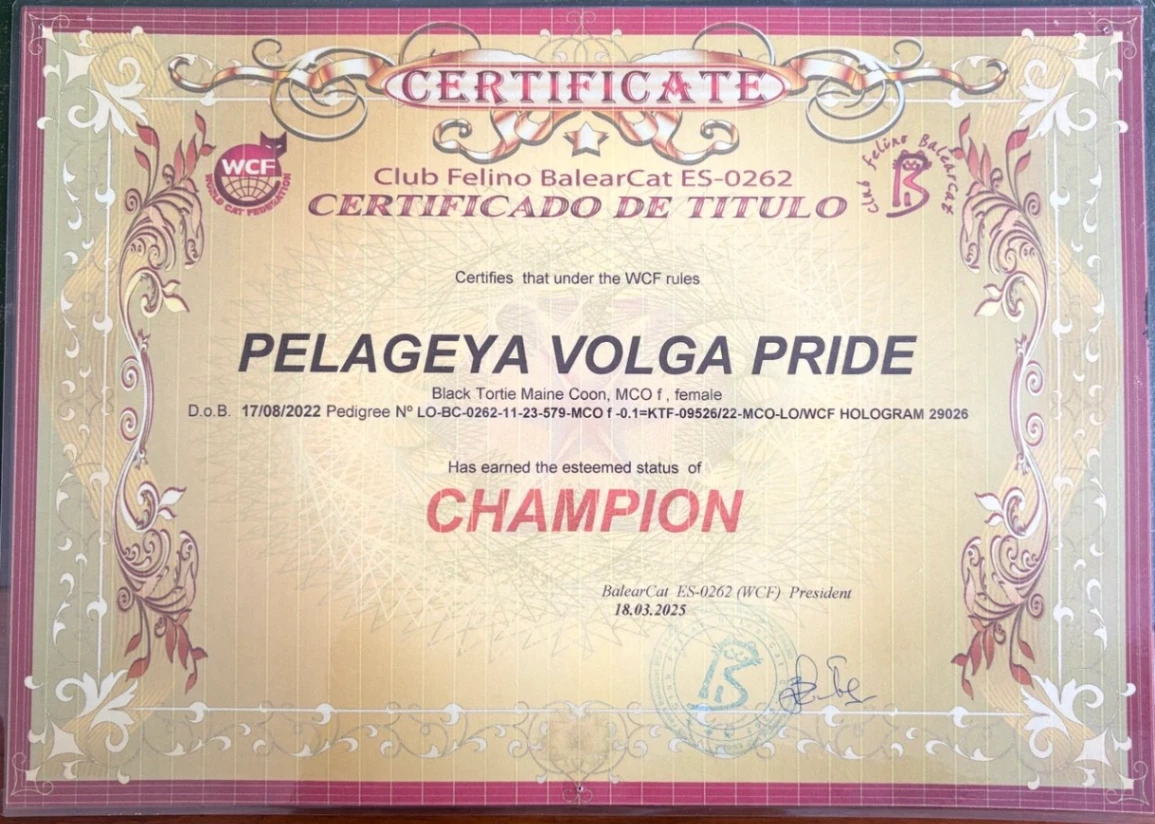 CERTIFICATE
WCF
WORLD CAT FEDERATION
Club Felino BalearCat
Club Felino BalearCat ES-0262
CERTIFICADO DE TITULO
Certifies that under the WCF rules
PELAGEYA VOLGA PRIDE
Black Tortie Maine Coon, MCO f , female
D.o.B. 17/08/2022 Pedigree Nº LO-BC-0262-11-23-579-MCO f -0.1=KTF-09526/22-MCO-LO/WCF HOLOGRAM 29026
Has earned the esteemed status of
CHAMPION
BalearCat ES-0262 (WCF) President
18.03.2025